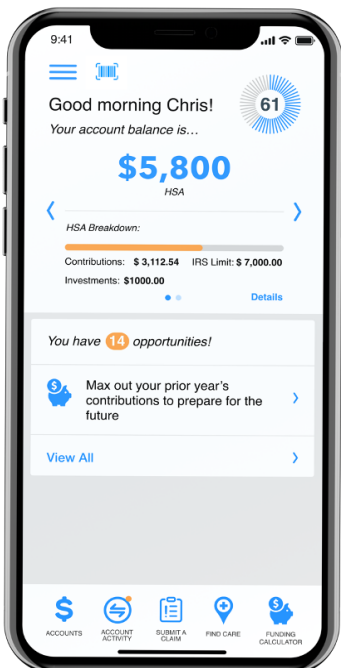 9:41
Good morning Chris!
61
Your account balance is...
$5,800
HSA
HSA Breakdown:
Contributions: $ 3,112.54 IRS Limit: $ 7,000.00
Investments: $1000.00
Details
You have 14 opportunities!
Max out your prior year's
contributions to prepare for the
future
View All
ACCOUNTS
ACCOUNT
ACTIVITY
SUBMIT A
CLAIM
FIND CARE
FUNDING
CALCULATOR